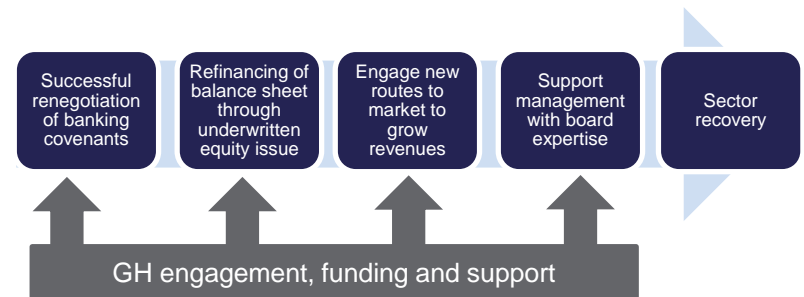 Successful
renegotiation
of banking
covenants
Refinancing of
balance sheet
through
underwritten
equity issue
Engage new
routes to
market to
grow
revenues
Support
management
with board
expertise
Sector
recovery
GH engagement, funding and support